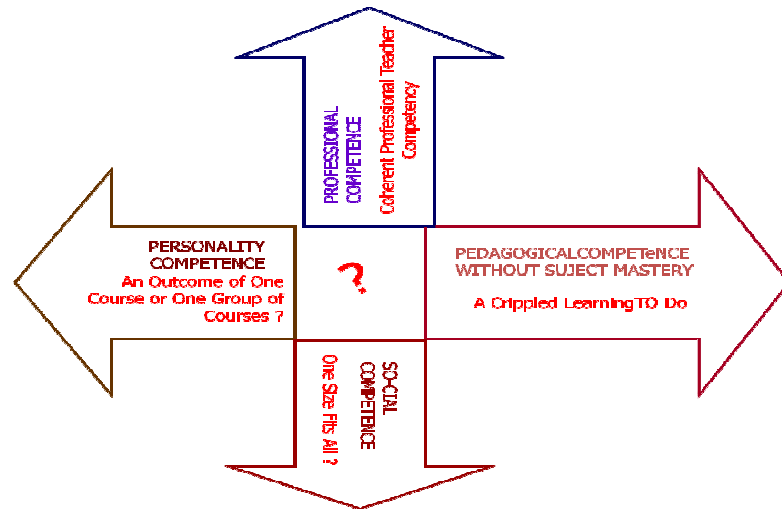 PROFESSIONAL
COMPETENCE
Coherent Professional Teacher
Competency
PERSONALITY
COMPETENCE
An Outcome of One
Course or One Group of
Courses ?
?
PEDAGOGICALCOMPETeNCE
WITHOUT SUJECT MASTERY
A Crippled LearningTO Do
SO-CIAL
COMPETENCE
One Size Fits All ?